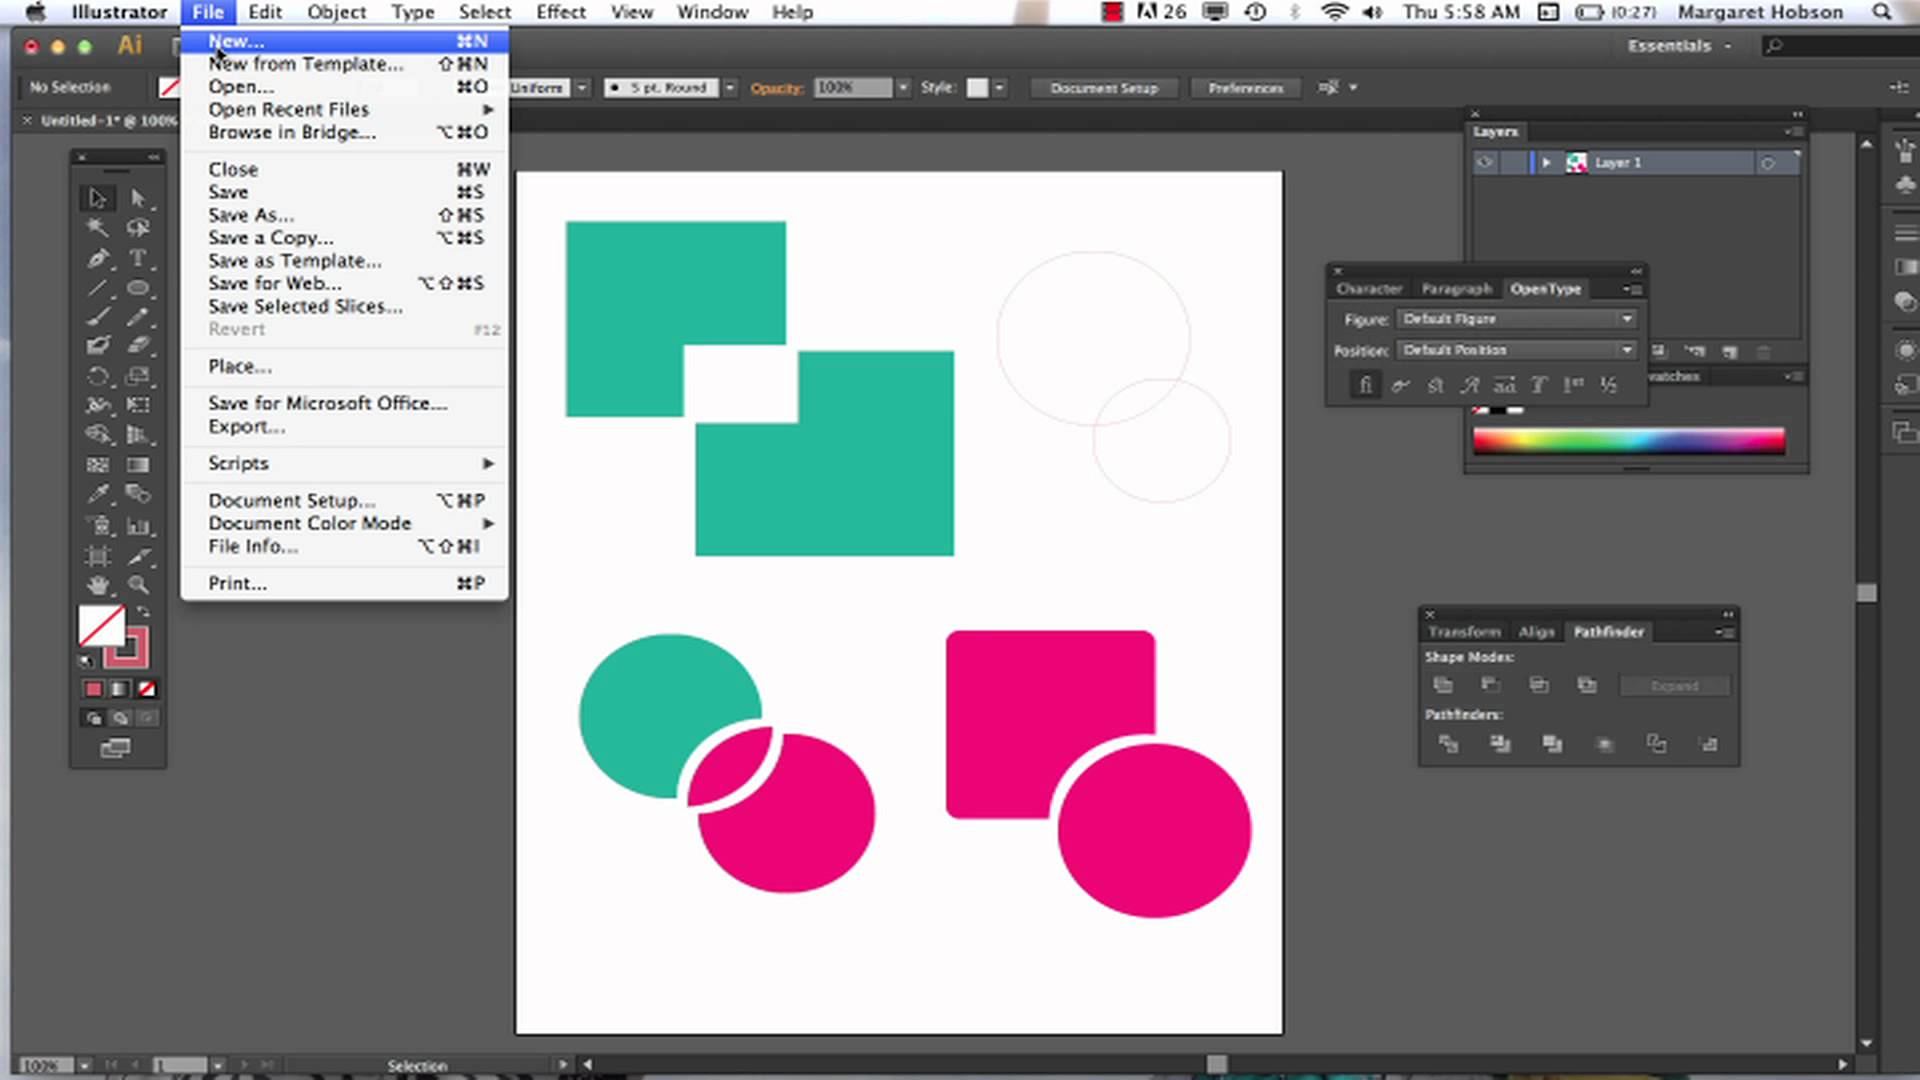 Illustrator File Edit Object Type Select Effect View Window Help 26 Thu 5:58 AM (0:27) Margaret Hobson
Ai Essentials
No Selection Uniform 5 pt. Round Opacity: 100% Style: Document Setup Preferences
Untitled-1* @ 100%
New... ⌘N
New from Template... ⇧⌘N
Open... ⌘O
Open Recent Files
Browse in Bridge... ⌥⌘O
Close ⌘W
Save ⌘S
Save As... ⇧⌘S
Save a Copy... ⌥⌘S
Save as Template...
Save for Web... ⌥⇧⌘S
Save Selected Slices...
Revert #12
Place...
Save for Microsoft Office...
Export...
Scripts
Document Setup... ⌥⌘P
Document Color Mode
File Info... ⌥⇧⌘I
Print... ⌘P
Layers
Layer 1
Character Paragraph OpenType
Figure: Default Figure
Position: Default Position
watches
Transform Align Pathfinder
Shape Modes:
Expand
Pathfinders:
100% 1 Selection